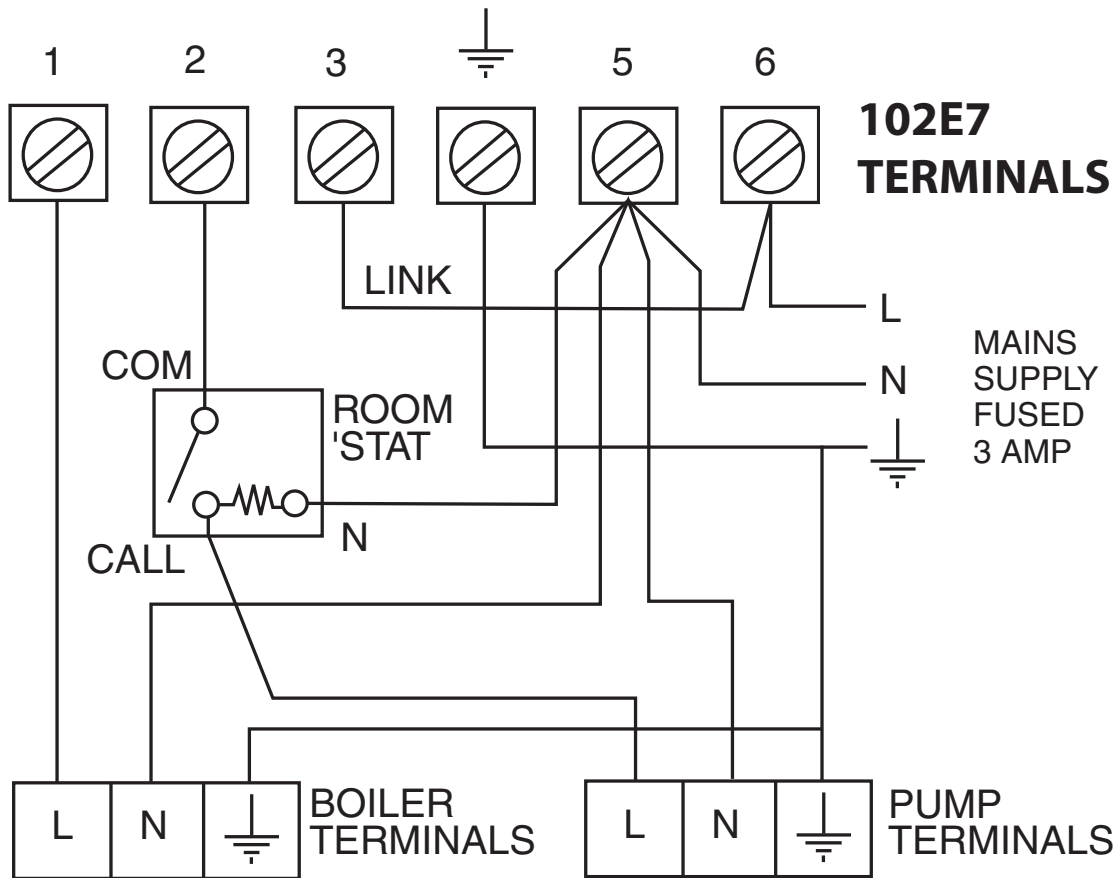 1 2 3 5 6
102E7
TERMINALS
LINK
L
N
MAINS
SUPPLY
FUSED
3 AMP
COM
ROOM
'STAT
CALL
N
L N
BOILER
TERMINALS
L N
PUMP
TERMINALS